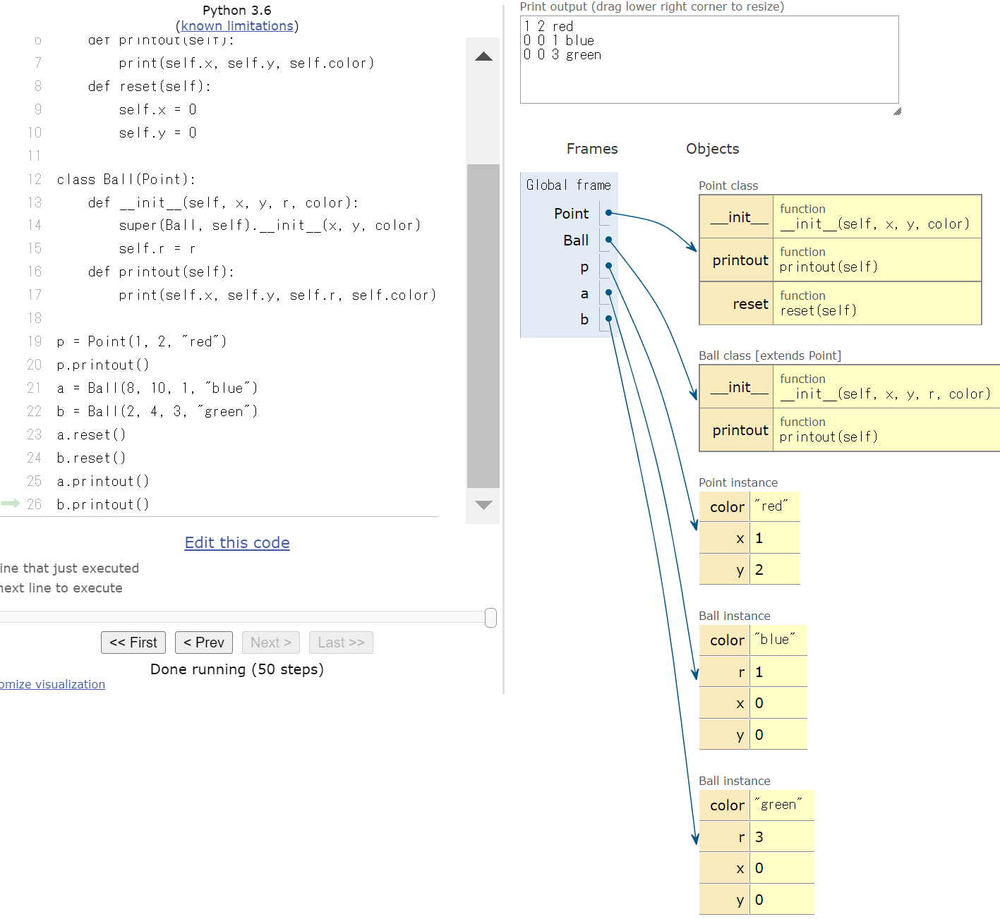 Python 3.6
(known limitations)
6 def printout(self):
7 print(self.x, self.y, self.color)
8 def reset(self):
9 self.x = 0
10 self.y = 0
11
12 class Ball(Point):
13 def __init__(self, x, y, r, color):
14 super(Ball, self).__init__(x, y, color)
15 self.r = r
16 def printout(self):
17 print(self.x, self.y, self.r, self.color)
18
19 p = Point(1, 2, "red")
20 p.printout()
21 a = Ball(8, 10, 1, "blue")
22 b = Ball(2, 4, 3, "green")
23 a.reset()
24 b.reset()
25 a.printout()
26 b.printout()
Edit this code
ine that just executed
next line to execute
<< First < Prev Next > Last >>
Done running (50 steps)
omize visualization
Print output (drag lower right corner to resize)
1 2 red
0 0 1 blue
0 0 3 green
Frames Objects
Global frame
Point
Ball
p
a
b
Point class
__init__ function
__init__(self, x, y, color)
printout function
printout(self)
reset function
reset(self)
Ball class [extends Point]
__init__ function
__init__(self, x, y, r, color)
printout function
printout(self)
Point instance
color "red"
x 1
y 2
Ball instance
color "blue"
r 1
x 0
y 0
Ball instance
color "green"
r 3
x 0
y 0